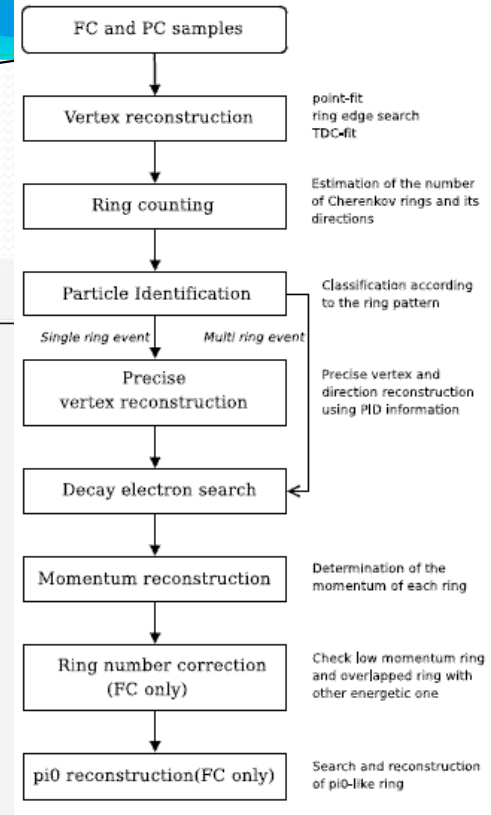 FC and PC samples
Vertex reconstruction
point-fit
ring edge search
TDC-fit
Ring counting
Estimation of the number
of Cherenkov rings and its
directions
Particle Identification
Classification according
to the ring pattern
Single ring event
Multi ring event
Precise
vertex reconstruction
Precise vertex and
direction reconstruction
using PID information
Decay electron search
Momentum reconstruction
Determination of the
momentum of each ring
Ring number correction
(FC only)
Check low momentum ring
and overlapped ring with
other energetic one
pi0 reconstruction(FC only)
Search and reconstruction
of pi0-like ring